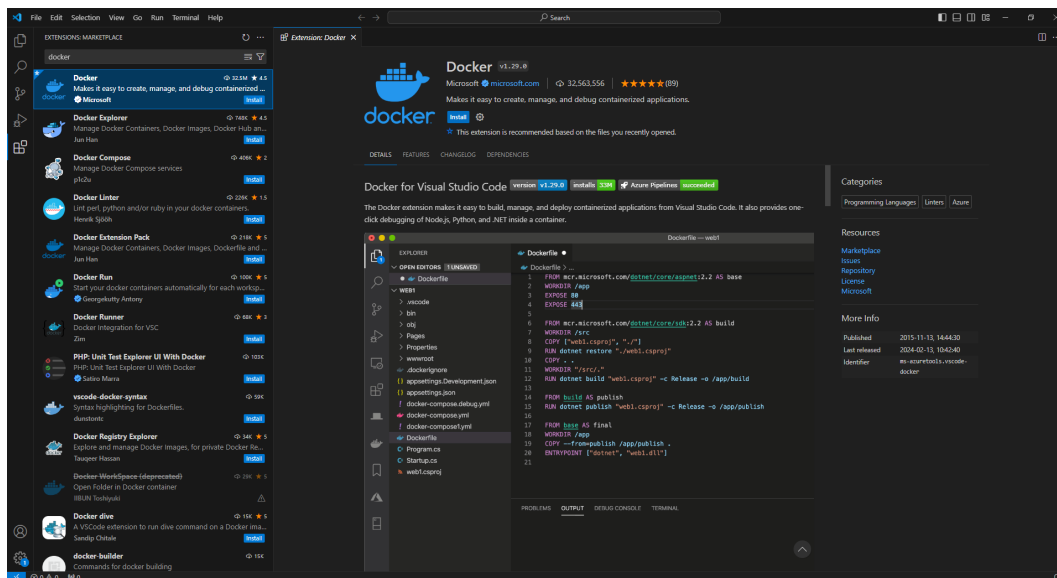 File Edit Selection View Go Run Terminal Help
Search
EXTENSIONS: MARKETPLACE
docker
Docker 32.5M 4.5
Makes it easy to create, manage, and debug containerized ...
Microsoft Install
Docker Explorer 748K 4.5
Manage Docker Containers, Docker Images, Docker Hub an...
Jun Han Install
Docker Compose 406K 2
Manage Docker Compose services
p1c2u Install
Docker Linter 226K 1.5
Lint perl, python and/or ruby in your docker containers.
Henrik Sjööh Install
Docker Extension Pack 218K 5
Manage Docker Containers, Docker Images, Dockerfile and ...
Jun Han Install
Docker Run 100K 5
Start your docker containers automatically for each worksp...
Georgekutty Antony Install
Docker Runner 68K 3
Docker Integration for VSC
Zim Install
PHP: Unit Test Explorer UI With Docker 103K
PHP: Unit Test Explorer UI With Docker
Satiro Marra Install
vscode-docker-syntax 59K
Syntax highlighting for Dockerfiles.
dunstontc Install
Docker Registry Explorer 34K 5
Explore and manage Docker Images, for private Docker Re...
Tauqeer Hassan Install
Docker WorkSpace (deprecated) 29K 5
Open Folder in Docker container
IIBUN Toshiyuki
Docker dive 15K 5
A VSCode extension to run dive command on a Docker ima...
Sandip Chitale Install
docker-builder 15K
Commands for docker building
Extension: Docker
docker
Docker v1.29.0
Microsoft microsoft.com 32,563,556 (89)
Makes it easy to create, manage, and debug containerized applications.
Install
This extension is recommended based on the files you recently opened.
DETAILS FEATURES CHANGELOG DEPENDENCIES
Docker for Visual Studio Code version v1.29.0 installs 33M Azure Pipelines succeeded
The Docker extension makes it easy to build, manage, and deploy containerized applications from Visual Studio Code. It also provides one-
click debugging of Node.js, Python, and .NET inside a container.
Dockerfile — web1
EXPLORER
OPEN EDITORS 1 UNSAVED
Dockerfile
WEB1
.vscode
bin
obj
Pages
Properties
wwwroot
.dockerignore
{} appsettings.Development.json
{} appsettings.json
docker-compose.debug.yml
docker-compose.yml
docker-compose1.yml
Dockerfile
Program.cs
Startup.cs
web1.csproj
Dockerfile
Dockerfile > ...
1 FROM mcr.microsoft.com/dotnet/core/aspnet:2.2 AS base
2 WORKDIR /app
3 EXPOSE 80
4 EXPOSE 443
5
6 FROM mcr.microsoft.com/dotnet/core/sdk:2.2 AS build
7 WORKDIR /src
8 COPY ["web1.csproj", "./"]
9 RUN dotnet restore "./web1.csproj"
10 COPY . .
11 WORKDIR "/src/."
12 RUN dotnet build "web1.csproj" -c Release -o /app/build
13
14 FROM build AS publish
15 RUN dotnet publish "web1.csproj" -c Release -o /app/publish
16
17 FROM base AS final
18 WORKDIR /app
19 COPY --from=publish /app/publish .
20 ENTRYPOINT ["dotnet", "web1.dll"]
21
PROBLEMS OUTPUT DEBUG CONSOLE TERMINAL
Categories
Programming Languages Linters Azure
Resources
Marketplace
Issues
Repository
License
Microsoft
More Info
Published 2015-11-13, 14:44:30
Last released 2024-02-13, 10:42:40
Identifier ms-azuretools.vscode-
docker